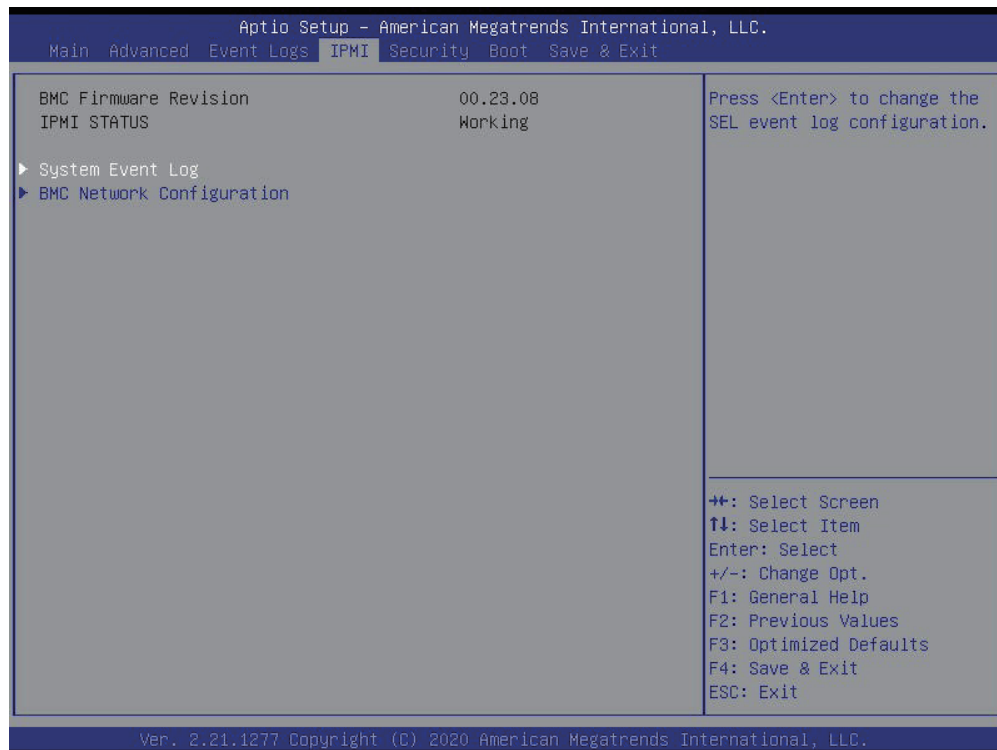 Aptio Setup – American Megatrends International, LLC.
Main Advanced Event Logs IPMI Security Boot Save & Exit
BMC Firmware Revision 00.23.08
IPMI STATUS Working
▶ System Event Log
▶ BMC Network Configuration
Press <Enter> to change the
SEL event log configuration.
→←: Select Screen
↑↓: Select Item
Enter: Select
+/-: Change Opt.
F1: General Help
F2: Previous Values
F3: Optimized Defaults
F4: Save & Exit
ESC: Exit
Ver. 2.21.1277 Copyright (C) 2020 American Megatrends International, LLC.